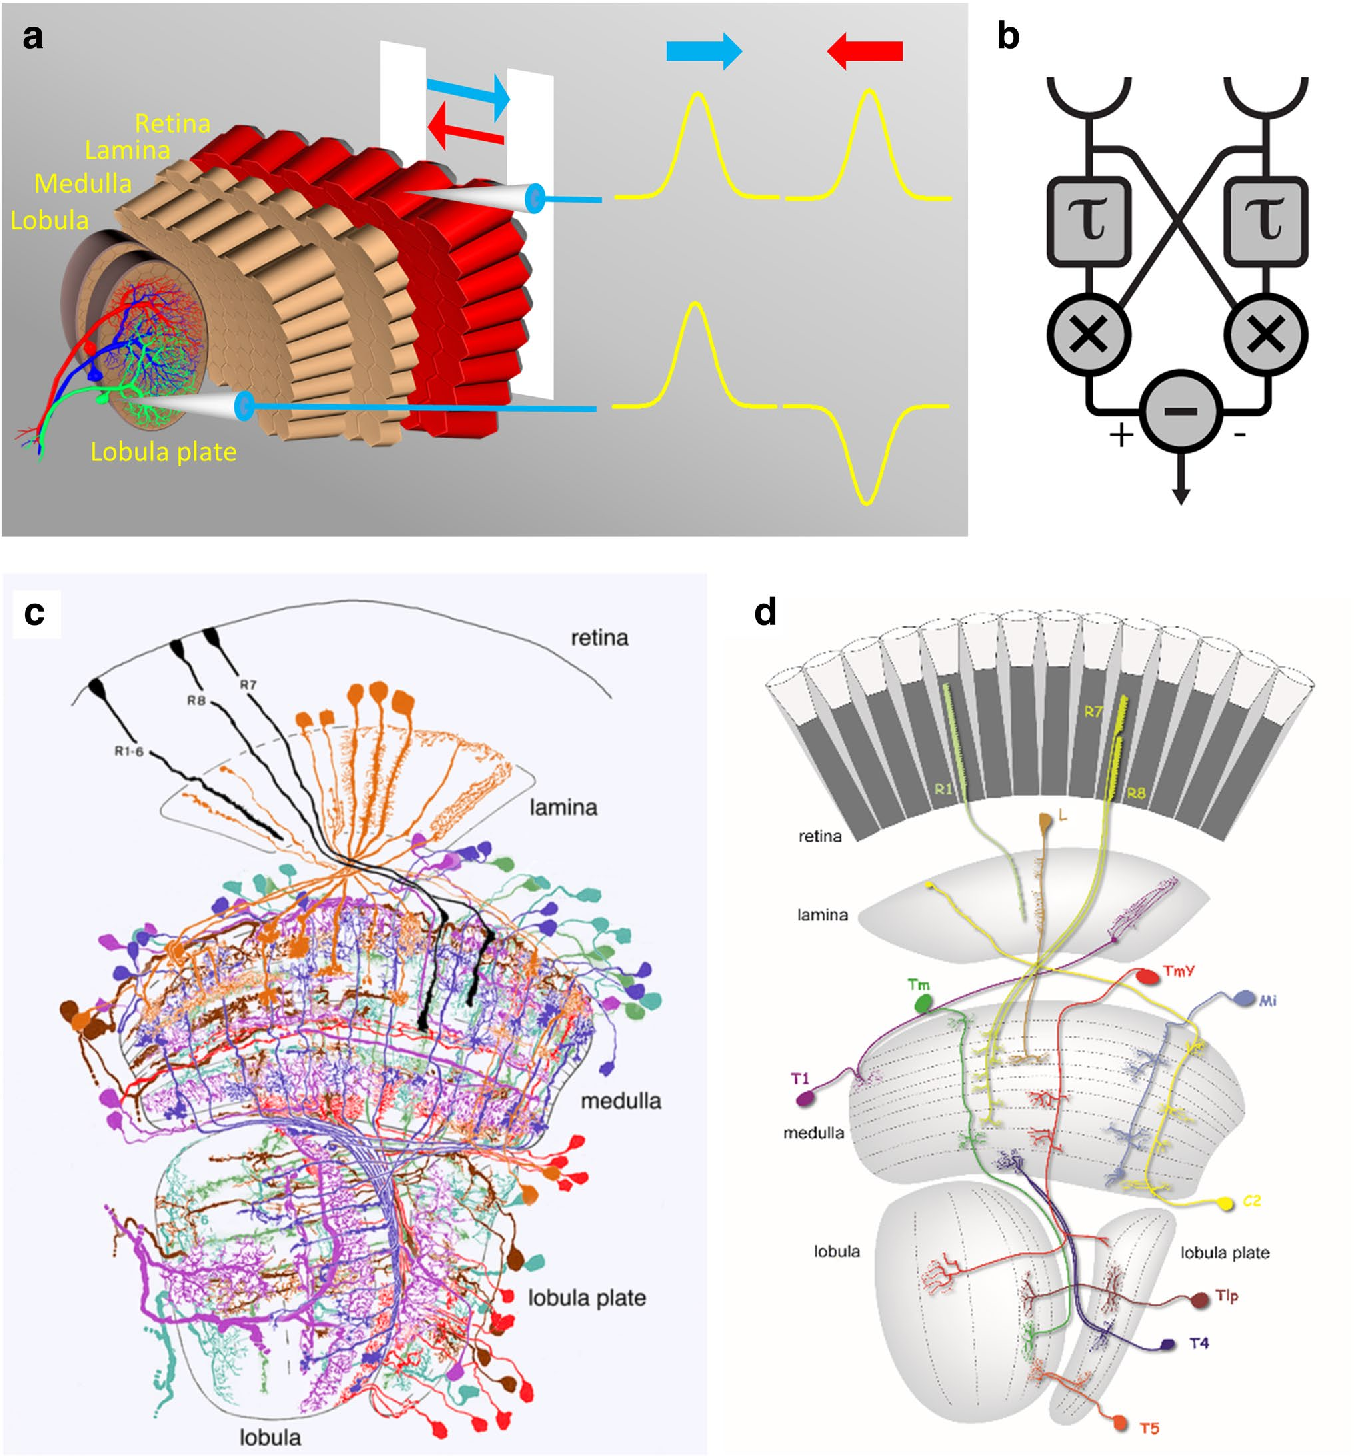 a
Retina
Lamina
Medulla
Lobula
Lobula plate
b
τ τ
× ×
−
+ -
c
retina
R7
R8
R1-6
lamina
medulla
6
lobula plate
lobula
d
R7
R1
R8
L
retina
lamina
TmY
Tm
Mi
T1
medulla
C2
lobula
lobula plate
Tlp
T4
T5